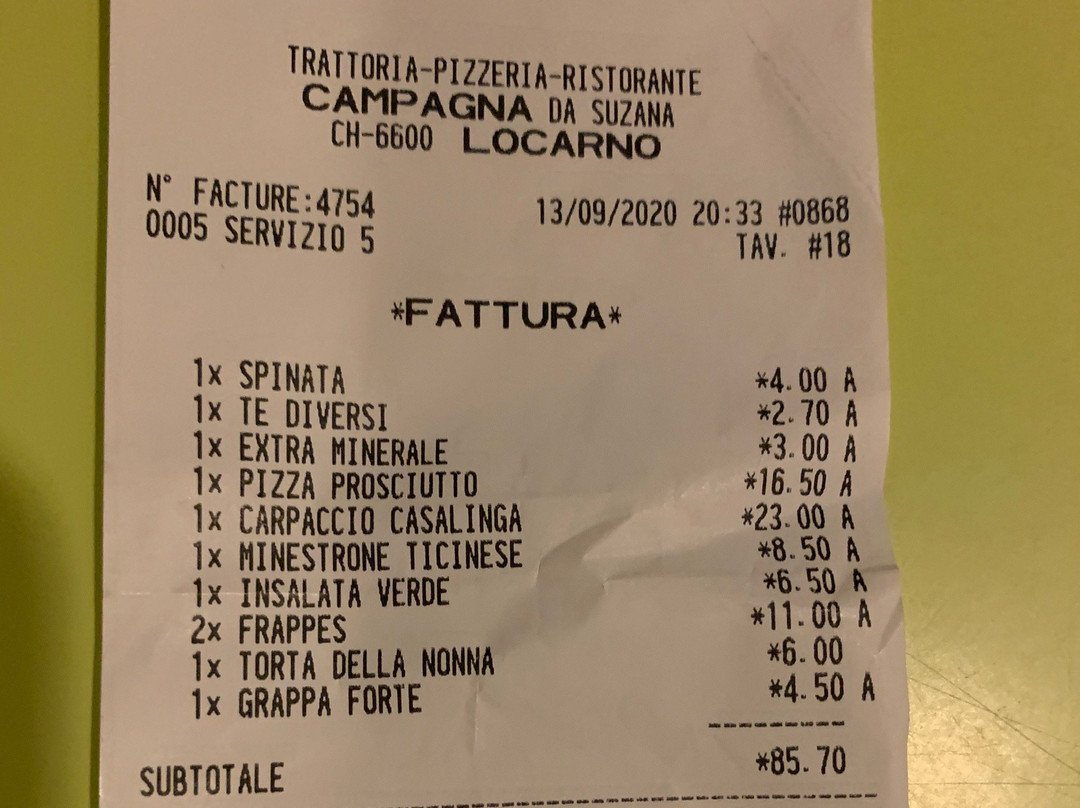 TRATTORIA-PIZZERIA-RISTORANTE
CAMPAGNA DA SUZANA
CH-6600 LOCARNO
N° FACTURE:4754
13/09/2020 20:33 #0868
0005 SERVIZIO 5
TAV. #18
*FATTURA*
1x SPINATA *4.00 A
1x TE DIVERSI *2.70 A
1x EXTRA MINERALE *3.00 A
1x PIZZA PROSCIUTTO *16.50 A
1x CARPACCIO CASALINGA *23.00 A
1x MINESTRONE TICINESE *8.50 A
1x INSALATA VERDE *6.50 A
2x FRAPPES *11.00 A
1x TORTA DELLA NONNA *6.00
1x GRAPPA FORTE *4.50 A
SUBTOTALE *85.70